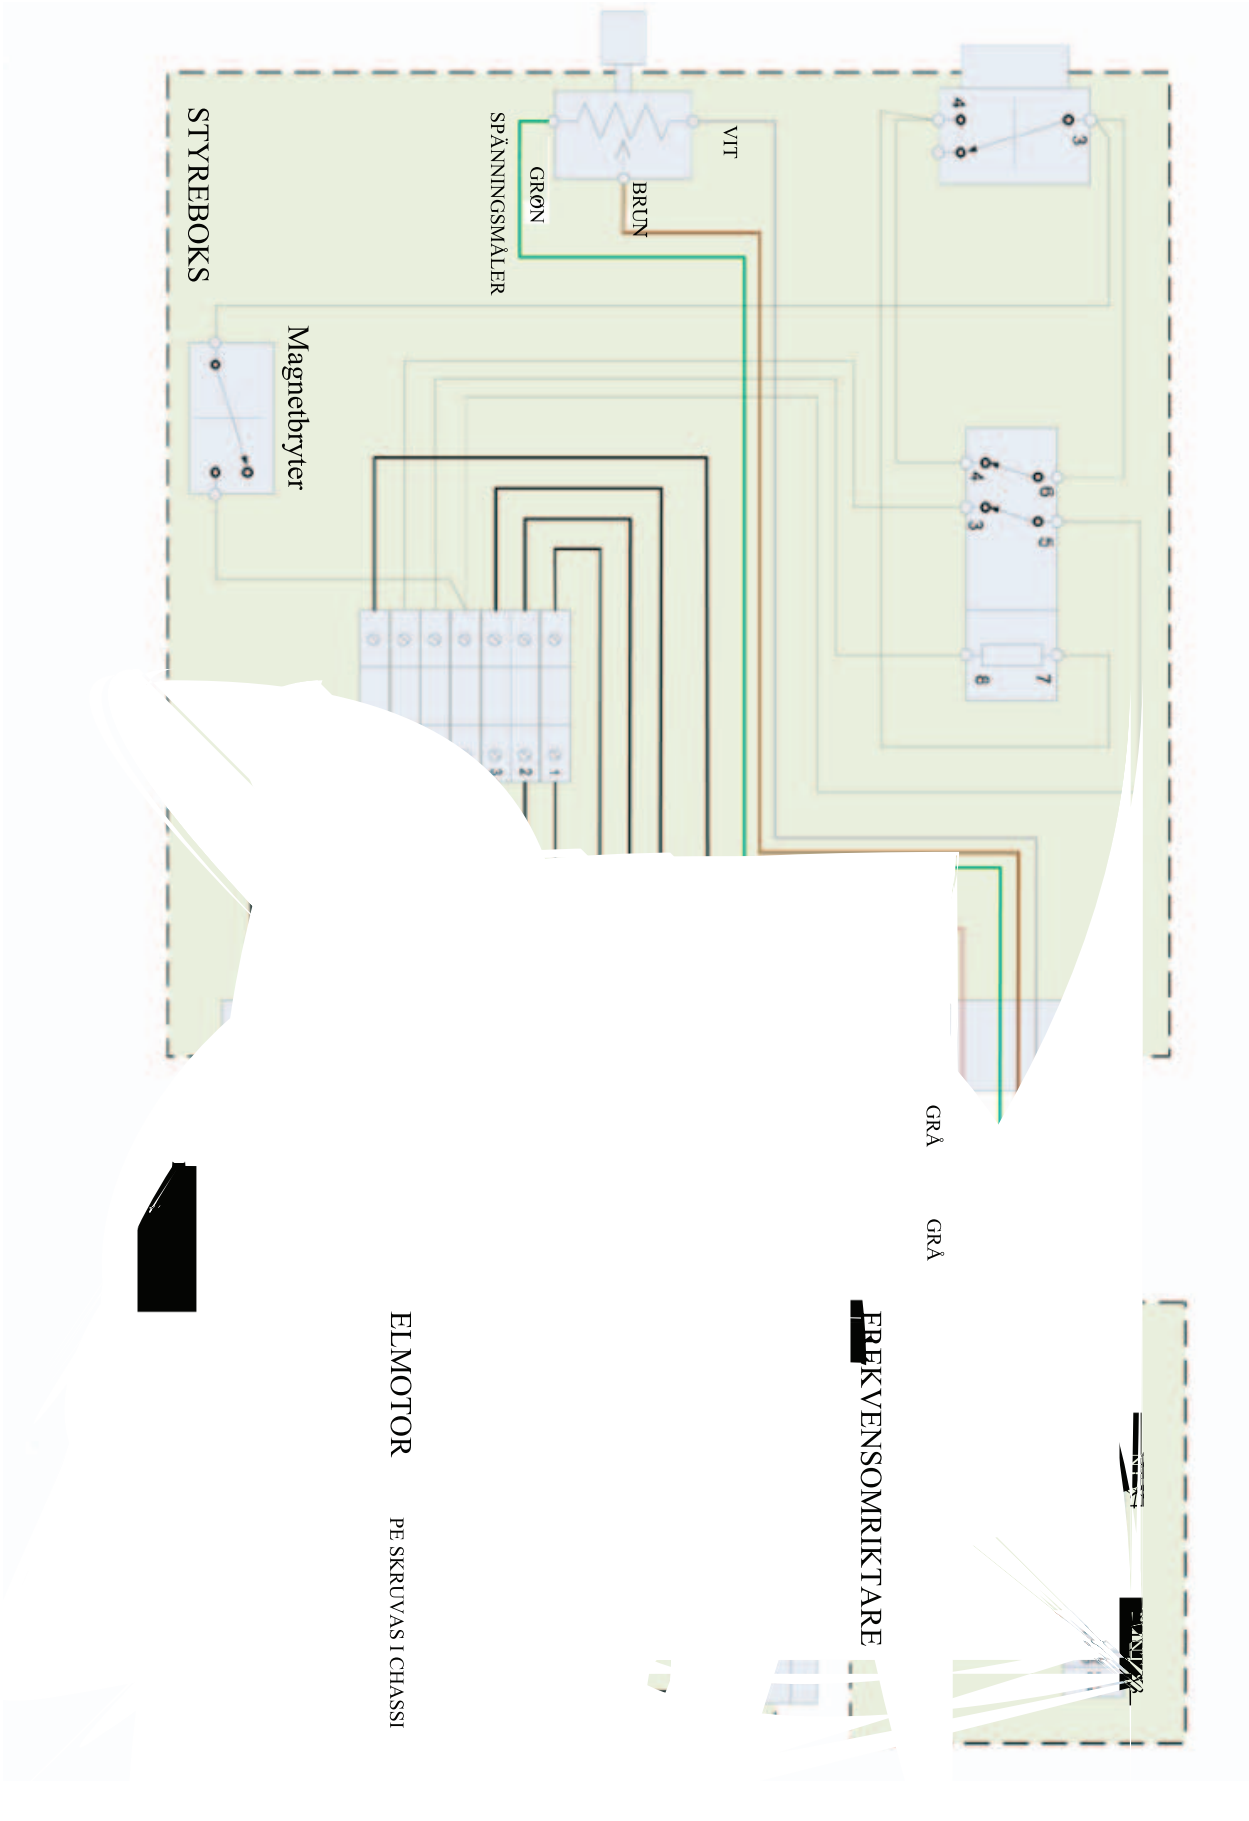 STYREBOKS
SPÄNNINGSMÅLER
GRØN
BRUN
VIT
4
3
Magnetbryter
4
6
3
5
8
7
3
2
1
GRÅ
GRÅ
ELMOTOR
PE SKRUVAS I CHASSI
FREKVENSOMRIKTARE